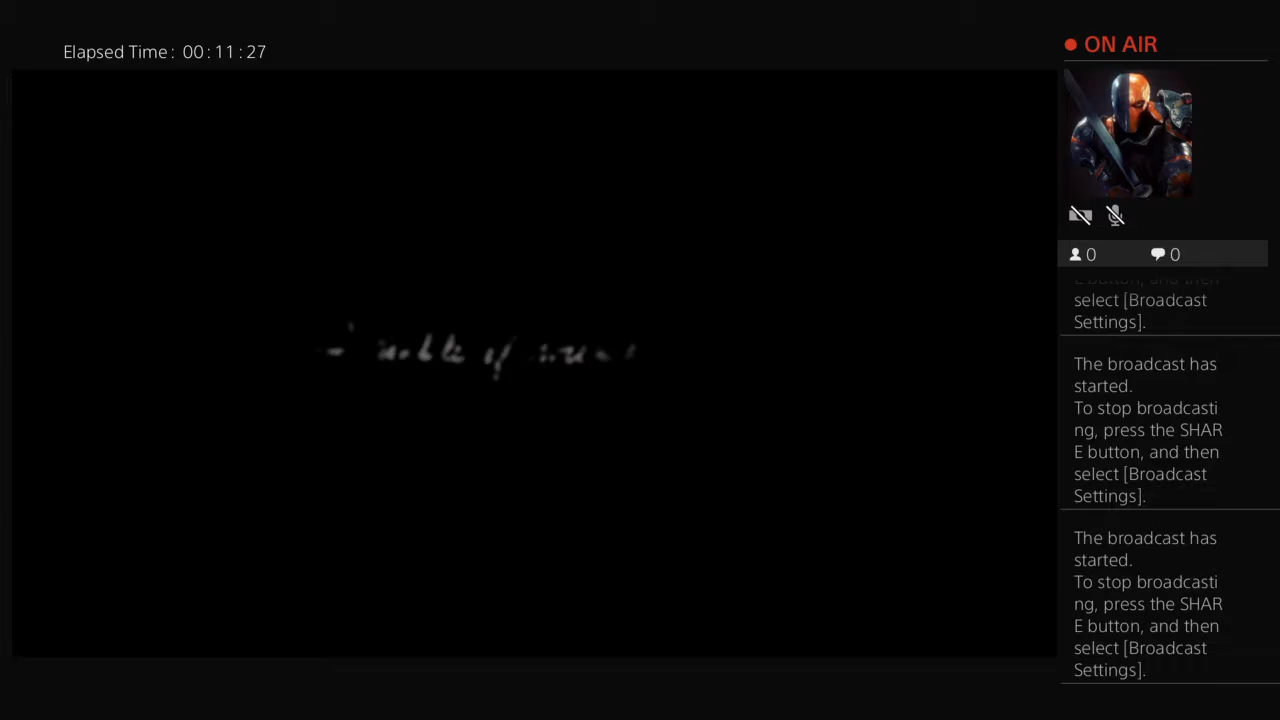 Elapsed Time: 00:11:27
of
ON AIR
0
0
select [Broadcast
Settings].
The broadcast has
started.
To stop broadcasti
ng, press the SHAR
E button, and then
select [Broadcast
Settings].
The broadcast has
started.
To stop broadcasti
ng, press the SHAR
E button, and then
select [Broadcast
Settings].